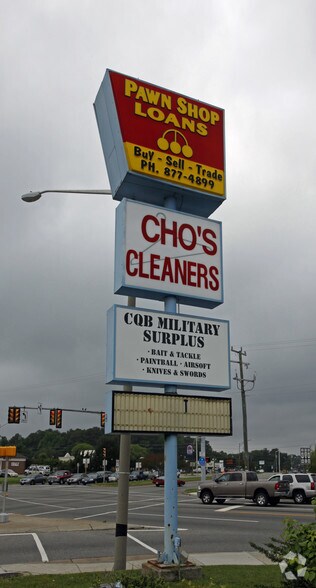 PAWN SHOP
LOANS
BUY - SELL - TRADE
PH. 877-4899
CHO'S
CLEANERS
CQB MILITARY
SURPLUS
· BAIT & TACKLE
· PAINTBALL · AIRSOFT
· KNIVES & SWORDS
T